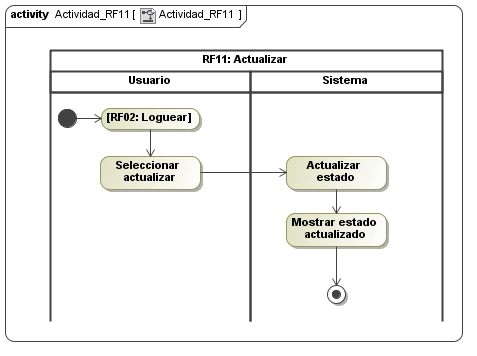 activity Actividad_RF11 [ Actividad_RF11 ]
RF11: Actualizar
Usuario Sistema
[RF02: Loguear]
Seleccionar
actualizar
Actualizar
estado
Mostrar estado
actualizado